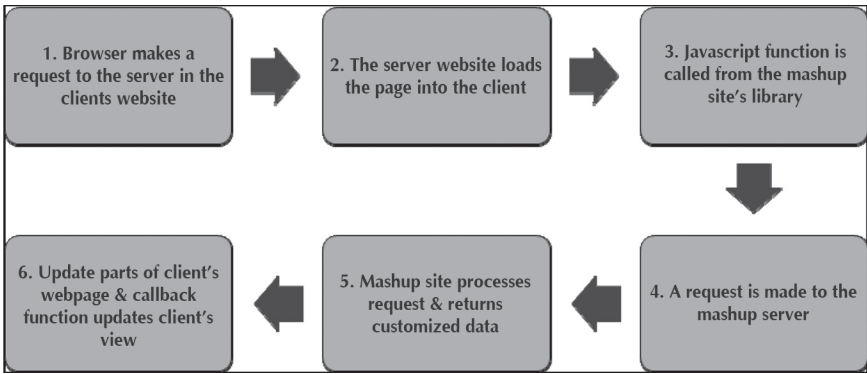 1. Browser makes a
request to the server in the
clients website
2. The server website loads
the page into the client
3. Javascript function is
called from the mashup
site's library
4. A request is made to the
mashup server
5. Mashup site processes
request & returns
customized data
6. Update parts of client's
webpage & callback
function updates client's
view